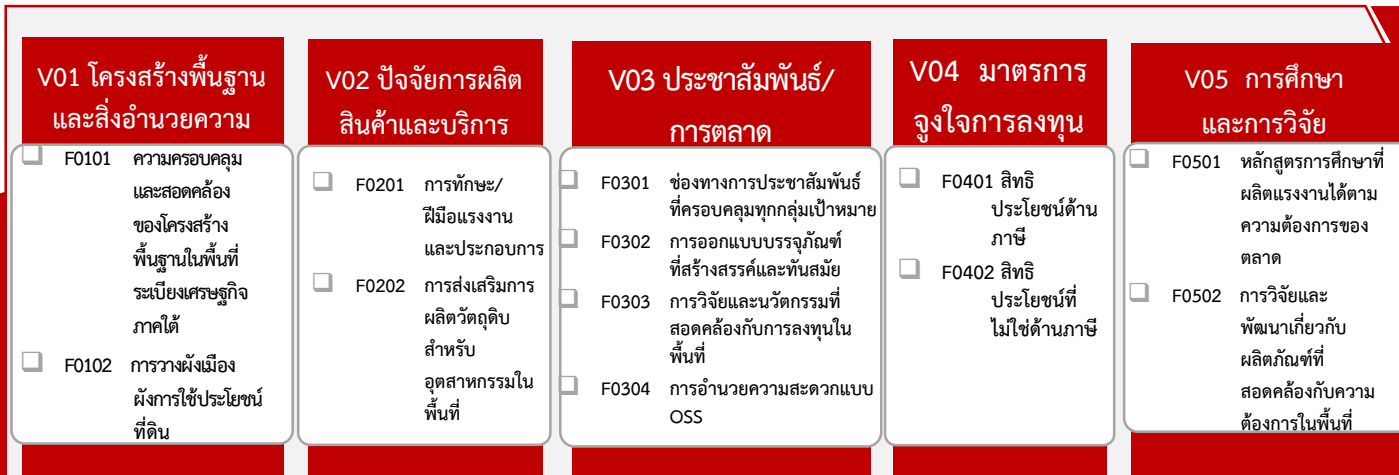 V01 โครงสร้างพื้นฐาน
และสิ่งอำนวยความ
F0101 ความครอบคลุม
และสอดคล้อง
ของโครงสร้าง
พื้นฐานในพื้นที่
ระเบียงเศรษฐกิจ
ภาคใต้
F0102 การวางผังเมือง
ผังการใช้ประโยชน์
ที่ดิน
V02 ปัจจัยการผลิต
สินค้าและบริการ
F0201 การทักษะ/
ฝีมือแรงงาน
และประกอบการ
F0202 การส่งเสริมการ
ผลิตวัตถุดิบ
สำหรับ
อุตสาหกรรมใน
พื้นที่
V03 ประชาสัมพันธ์/
การตลาด
F0301 ช่องทางการประชาสัมพันธ์
ที่ครอบคลุมทุกกลุ่มเป้าหมาย
F0302 การออกแบบบรรจุภัณฑ์
ที่สร้างสรรค์และทันสมัย
F0303 การวิจัยและนวัตกรรมที่
สอดคล้องกับการลงทุนใน
พื้นที่
F0304 การอำนวยความสะดวกแบบ
OSS
V04 มาตรการ
จูงใจการลงทุน
F0401 สิทธิ
ประโยชน์ด้าน
ภาษี
F0402 สิทธิ
ประโยชน์ที่
ไม่ใช่ด้านภาษี
V05 การศึกษา
และการวิจัย
F0501 หลักสูตรการศึกษาที่
ผลิตแรงงานได้ตาม
ความต้องการของ
ตลาด
F0502 การวิจัยและ
พัฒนาเกี่ยวกับ
ผลิตภัณฑ์ที่
สอดคล้องกับความ
ต้องการในพื้นที่